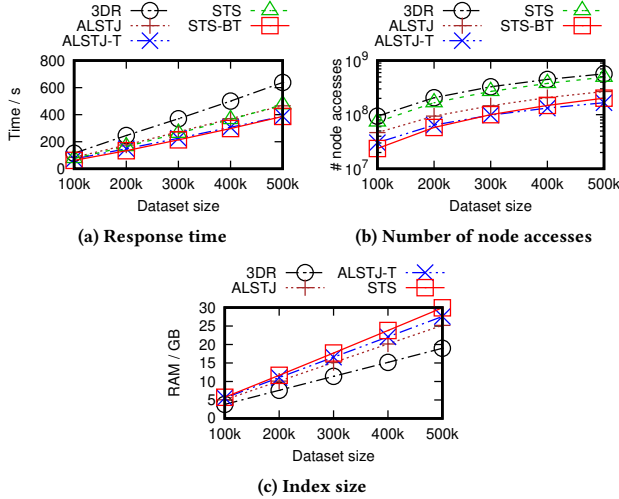 3DR STS
ALSTJ STS-BT
ALSTJ-T
Time / s
800
600
400
200
0
100k 200k 300k 400k 500k
Dataset size
(a) Response time
3DR STS
ALSTJ STS-BT
ALSTJ-T
# node accesses
10^9
10^8
10^7
100k 200k 300k 400k 500k
Dataset size
(b) Number of node accesses
3DR ALSTJ-T
ALSTJ STS
RAM / GB
30
25
20
15
10
5
0
100k 200k 300k 400k 500k
Dataset size
(c) Index size